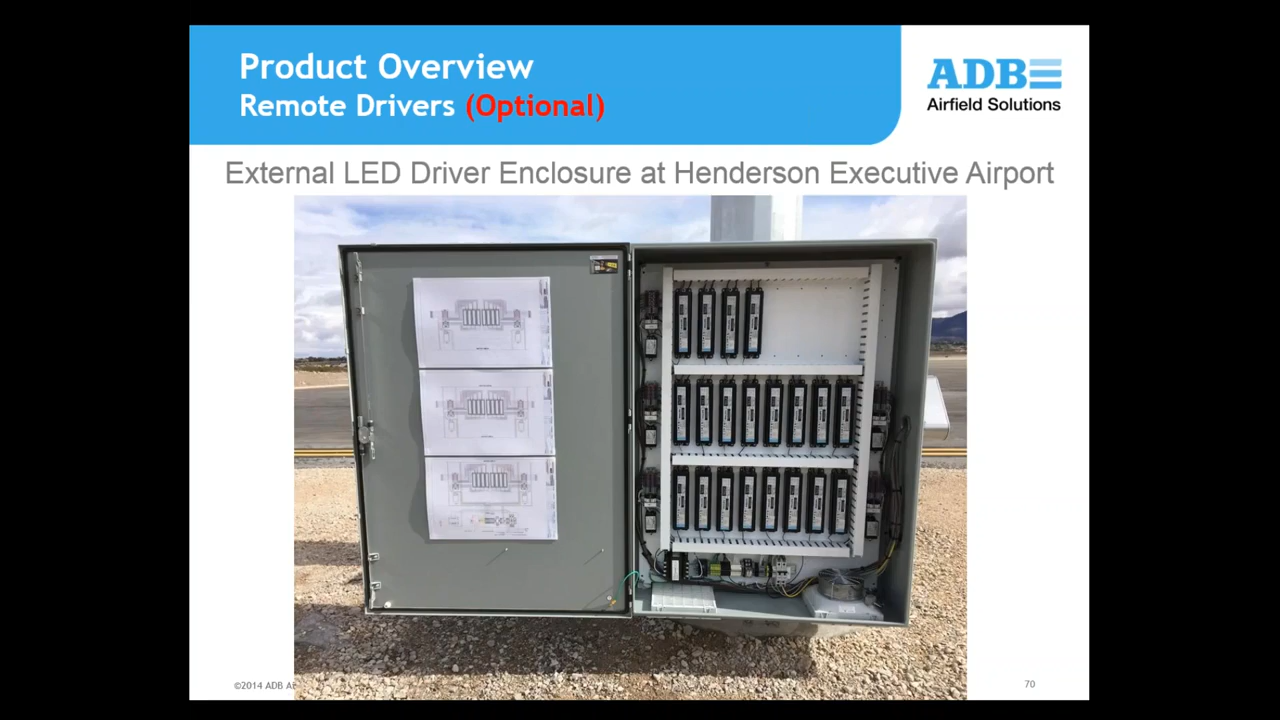 Product Overview
Remote Drivers (Optional)
ADB
Airfield Solutions
External LED Driver Enclosure at Henderson Executive Airport
©2014 ADB
70